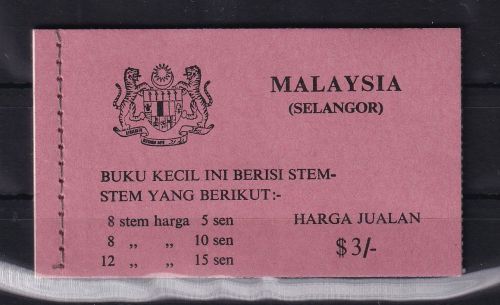 MALAYSIA
(SELANGOR)
BUKU KECIL INI BERISI STEM-
STEM YANG BERIKUT:-
8 stem harga 5 sen
8 ,, ,, 10 sen
12 ,, ,, 15 sen
HARGA JUALAN
$3/-